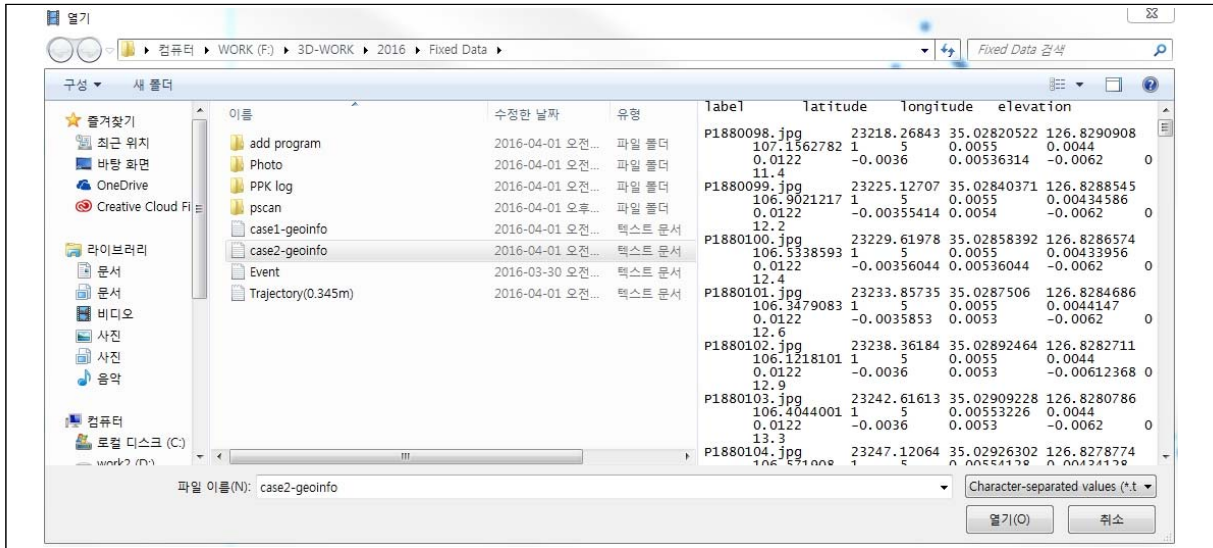 열기
컴퓨터 ▸ WORK (F:) ▸ 3D-WORK ▸ 2016 ▸ Fixed Data ▸
Fixed Data 검색
구성 ▼ 새 폴더
즐겨찾기
최근 위치
바탕 화면
OneDrive
Creative Cloud Fi
라이브러리
문서
문서
비디오
사진
사진
음악
컴퓨터
로컬 디스크 (C:)
work2 (D:)
이름 수정한 날짜 유형
add program 2016-04-01 오전... 파일 폴더
Photo 2016-04-01 오전... 파일 폴더
PPK log 2016-04-01 오전... 파일 폴더
pscan 2016-04-01 오후... 파일 폴더
case1-geoinfo 2016-04-01 오전... 텍스트 문서
case2-geoinfo 2016-04-01 오전... 텍스트 문서
Event 2016-03-30 오전... 텍스트 문서
Trajectory(0.345m) 2016-04-01 오전... 텍스트 문서
label latitude longitude elevation
P1880098.jpg 23218.26843 35.02820522 126.8290908
107.1562782 1 5 0.0055 0.0044
0.0122 -0.0036 0.00536314 -0.0062 0
11.4
P1880099.jpg 23225.12707 35.02840371 126.8288545
106.9021217 1 5 0.0055 0.00434586
0.0122 -0.00355414 0.0054 -0.0062 0
12.2
P1880100.jpg 23229.61978 35.02858392 126.8286574
106.5338593 1 5 0.0055 0.00433956
0.0122 -0.00356044 0.00536044 -0.0062 0
12.4
P1880101.jpg 23233.85735 35.0287506 126.8284686
106.3479083 1 5 0.0055 0.0044147
0.0122 -0.0035853 0.0053 -0.0062 0
12.6
P1880102.jpg 23238.36184 35.02892464 126.8282711
106.1218101 1 5 0.0055 0.0044
0.0122 -0.0036 0.0053 -0.00612368 0
12.9
P1880103.jpg 23242.61613 35.02909228 126.8280786
106.4044001 1 5 0.00553226 0.0044
0.0122 -0.0036 0.0053 -0.0062 0
13.3
P1880104.jpg 23247.12064 35.02926302 126.8278774
106.571908 1 5 0.00554128 0.00434128
파일 이름(N): case2-geoinfo
Character-separated values (*.t
열기(O) 취소